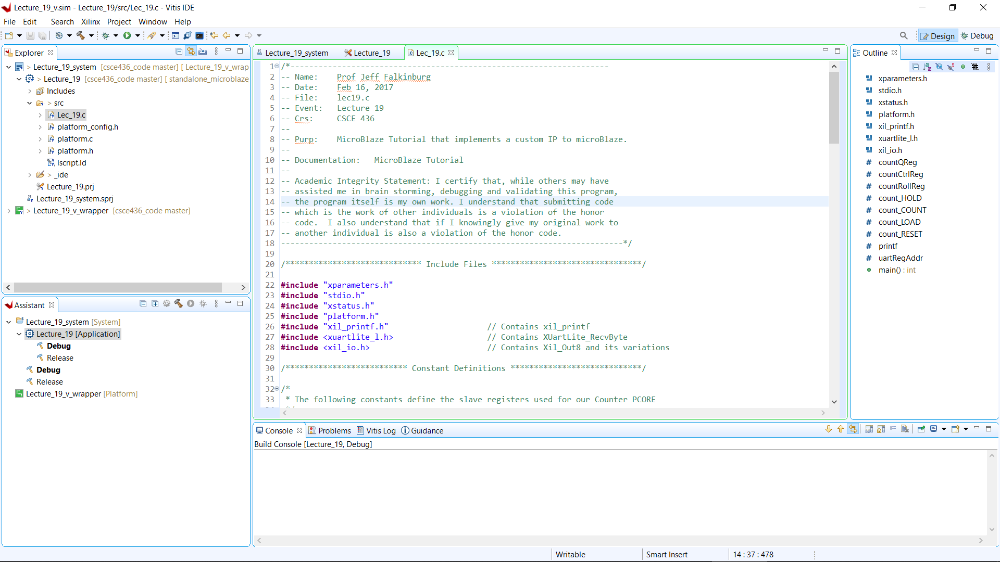 Lecture_19_v.sim - Lecture_19/src/Lec_19.c - Vitis IDE
File Edit Search Xilinx Project Window Help
Design Debug
Explorer
> Lecture_19_system [csce436_code master] [ Lecture_19_v_wrap
> Lecture_19 [csce436_code master] [ standalone_microblaze
Includes
> src
Lec_19.c
platform_config.h
platform.c
platform.h
lscript.ld
> _ide
Lecture_19.prj
Lecture_19_system.sprj
> Lecture_19_v_wrapper [csce436_code master]
Assistant
Lecture_19_system [System]
Lecture_19 [Application]
Debug
Release
Debug
Release
Lecture_19_v_wrapper [Platform]
Lecture_19_system Lecture_19 Lec_19.c
1 /*--------------------------------------------------------------------
2 -- Name: Prof Jeff Falkinburg
3 -- Date: Feb 16, 2017
4 -- File: lec19.c
5 -- Event: Lecture 19
6 -- Crs: CSCE 436
7 --
8 -- Purp: MicroBlaze Tutorial that implements a custom IP to microBlaze.
9 --
10 -- Documentation: MicroBlaze Tutorial
11 --
12 -- Academic Integrity Statement: I certify that, while others may have
13 -- assisted me in brain storming, debugging and validating this program,
14 -- the program itself is my own work. I understand that submitting code
15 -- which is the work of other individuals is a violation of the honor
16 -- code.  I also understand that if I knowingly give my original work to
17 -- another individual is also a violation of the honor code.
18 -------------------------------------------------------------------------*/
19
20 /***************************** Include Files ********************************/
21
22 #include "xparameters.h"
23 #include "stdio.h"
24 #include "xstatus.h"
25 #include "platform.h"
26 #include "xil_printf.h" // Contains xil_printf
27 #include <xuartlite_l.h> // Contains XUartLite_RecvByte
28 #include <xil_io.h> // Contains Xil_Out8 and its variations
29
30 /************************** Constant Definitions ****************************/
31
32 /*
33 * The following constants define the slave registers used for our Counter PCORE
Outline
xparameters.h
stdio.h
xstatus.h
platform.h
xil_printf.h
xuartlite_l.h
xil_io.h
# countQReg
# countCtrlReg
# countRollReg
# count_HOLD
# count_COUNT
# count_LOAD
# count_RESET
# printf
# uartRegAddr
main() : int
Console Problems Vitis Log Guidance
Build Console [Lecture_19, Debug]
Writable Smart Insert 14 : 37 : 478